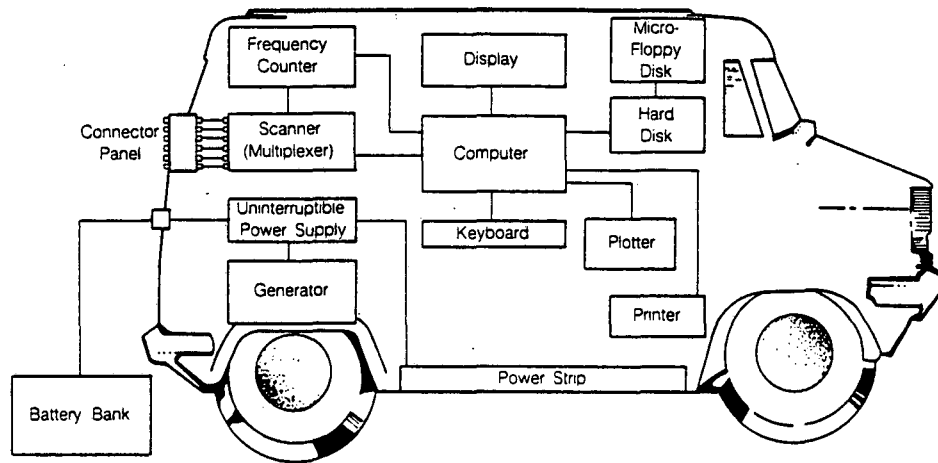 Frequency
Counter
Display
Micro-
Floppy
Disk
Connector
Panel
Scanner
(Multiplexer)
Computer
Hard
Disk
Uninterruptible
Power Supply
Keyboard
Plotter
Generator
Printer
Power Strip
Battery Bank